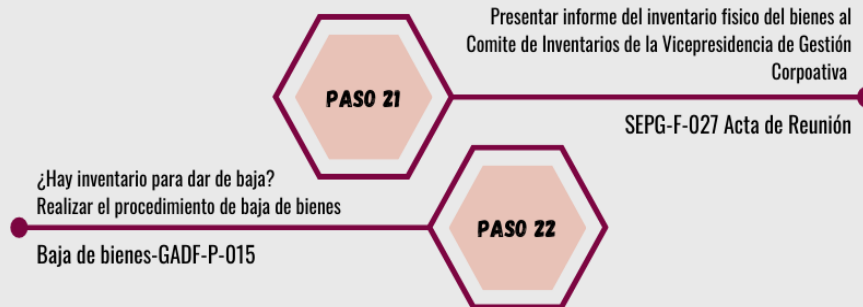 Presentar informe del inventario fisico del bienes al
Comite de Inventarios de la Vicepresidencia de Gestión
Corpoativa
PASO 21
SEPG-F-027 Acta de Reunión
¿Hay inventario para dar de baja?
Realizar el procedimiento de baja de bienes
PASO 22
Baja de bienes-GADF-P-015